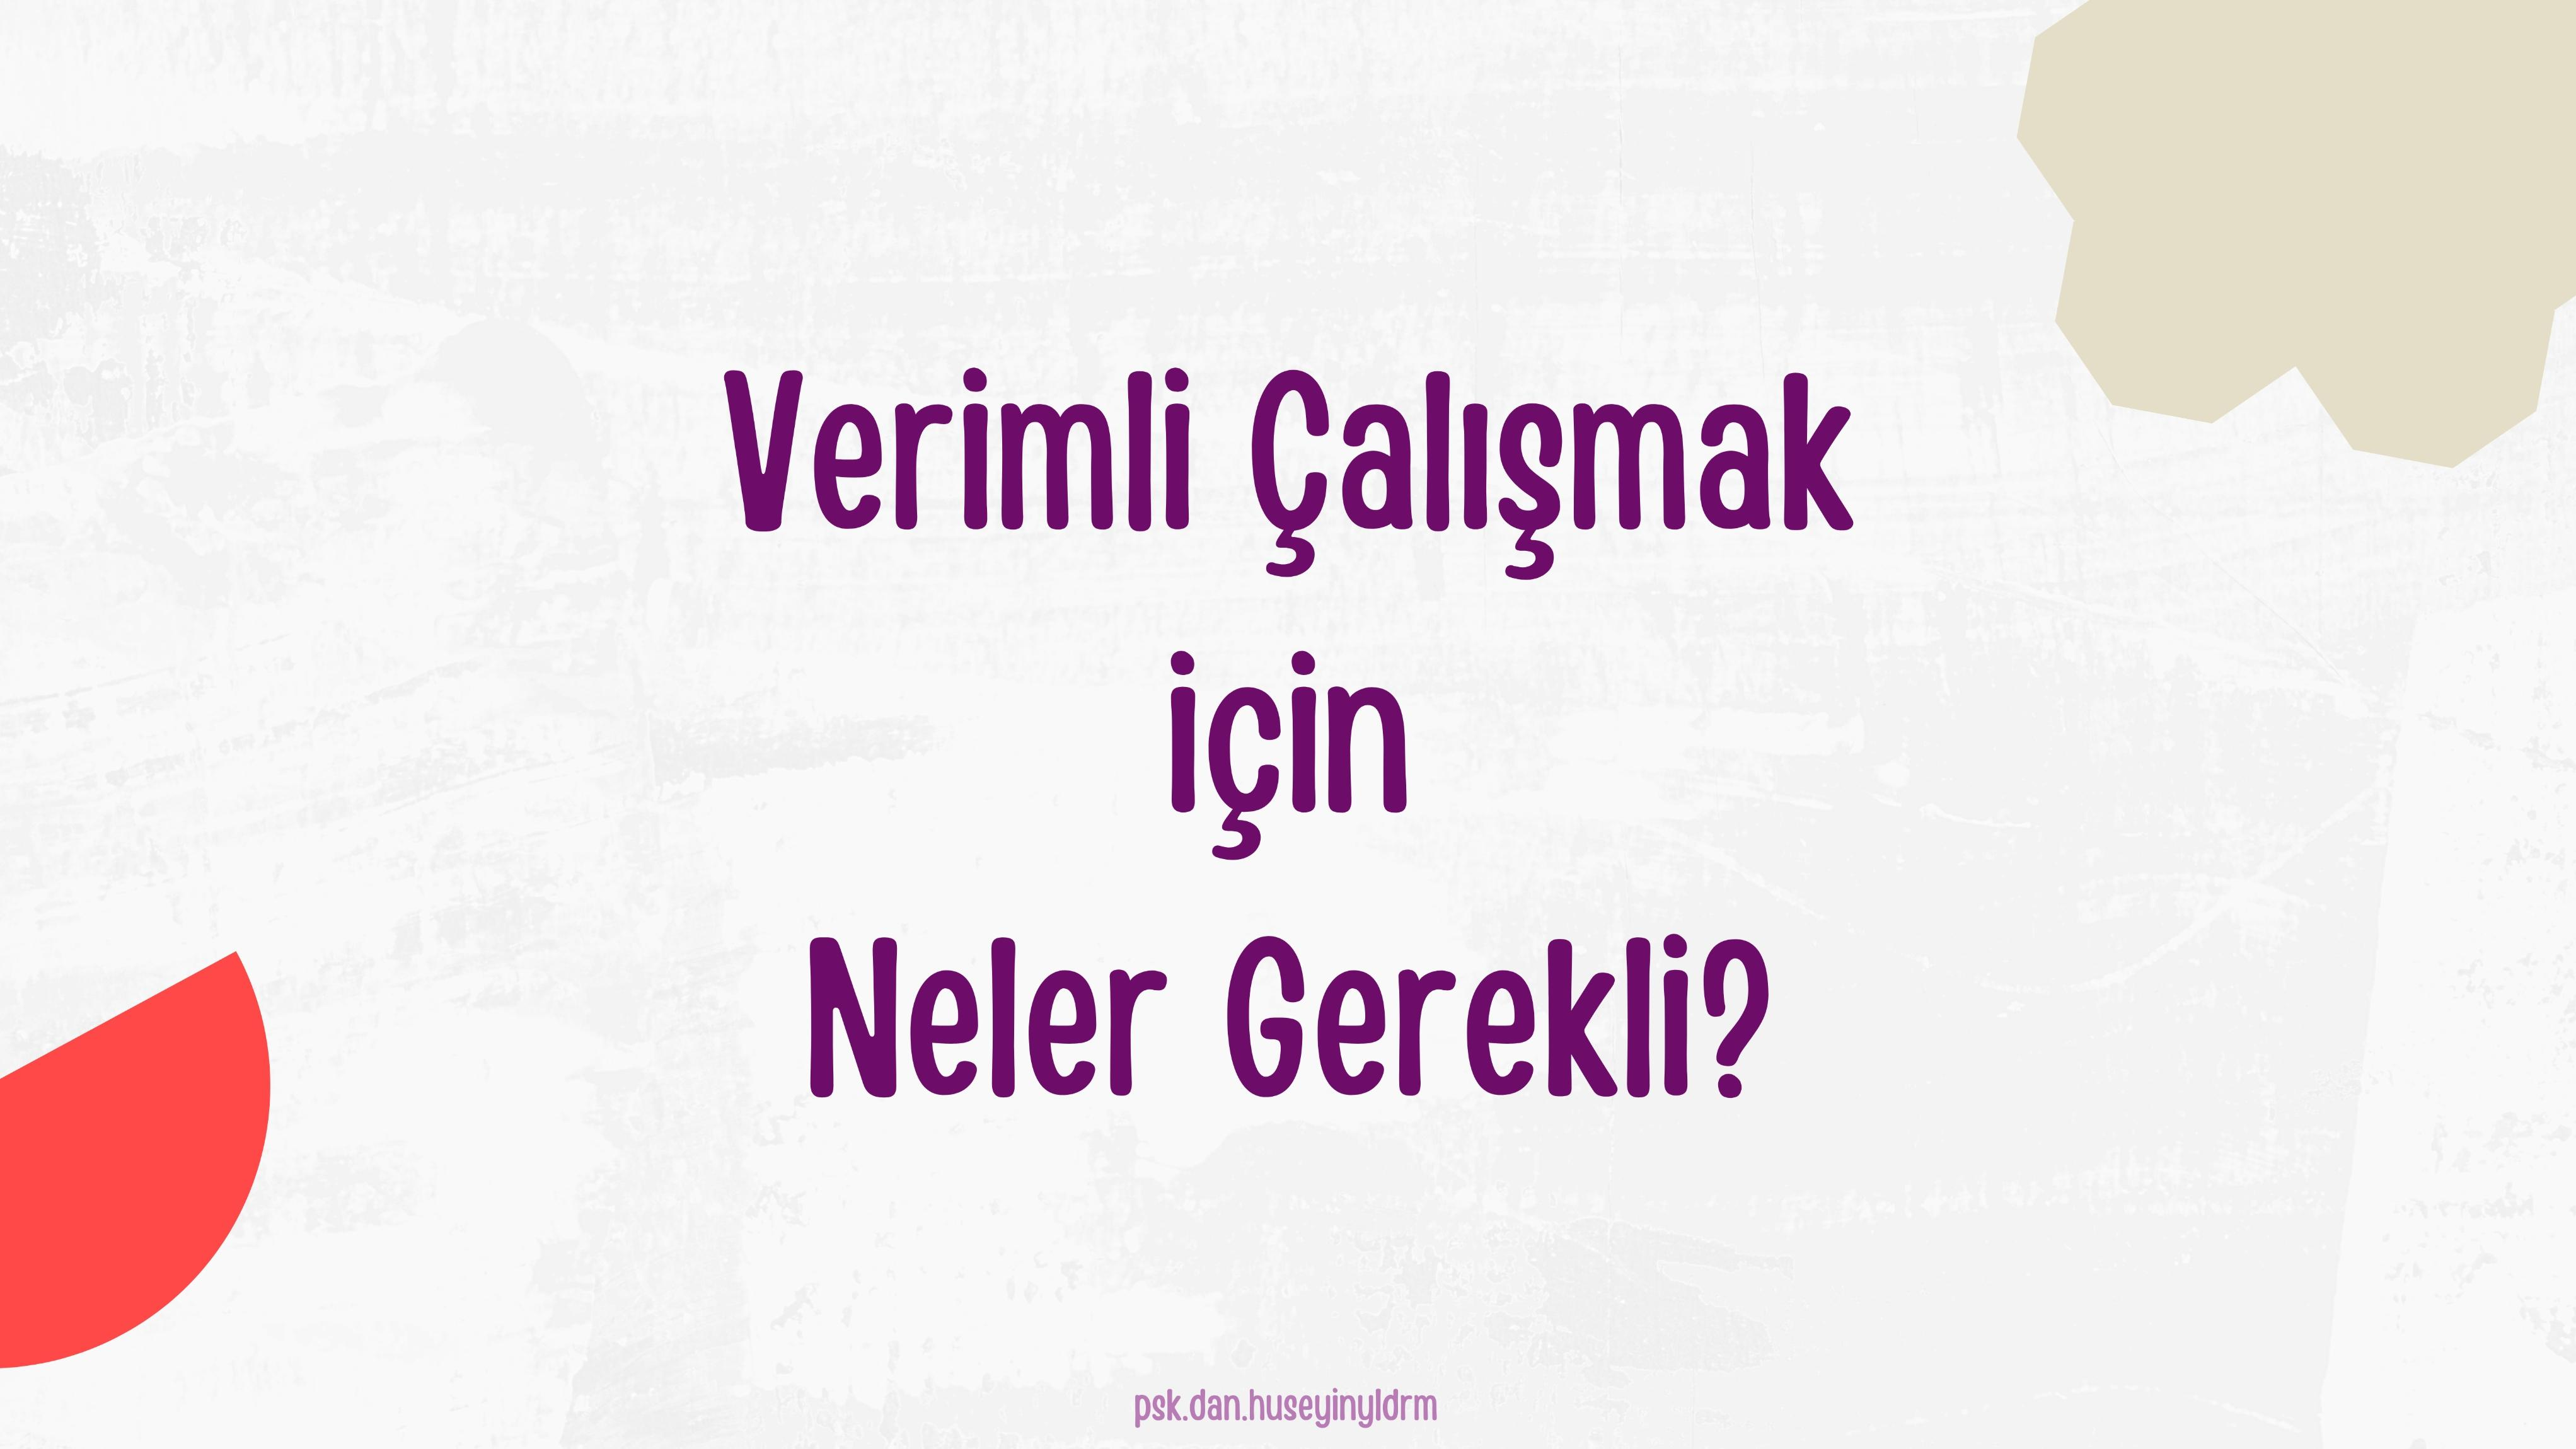 Verimli Çalışmak
için
Neler Gerekli?
psk.dan.huseyinyldrm